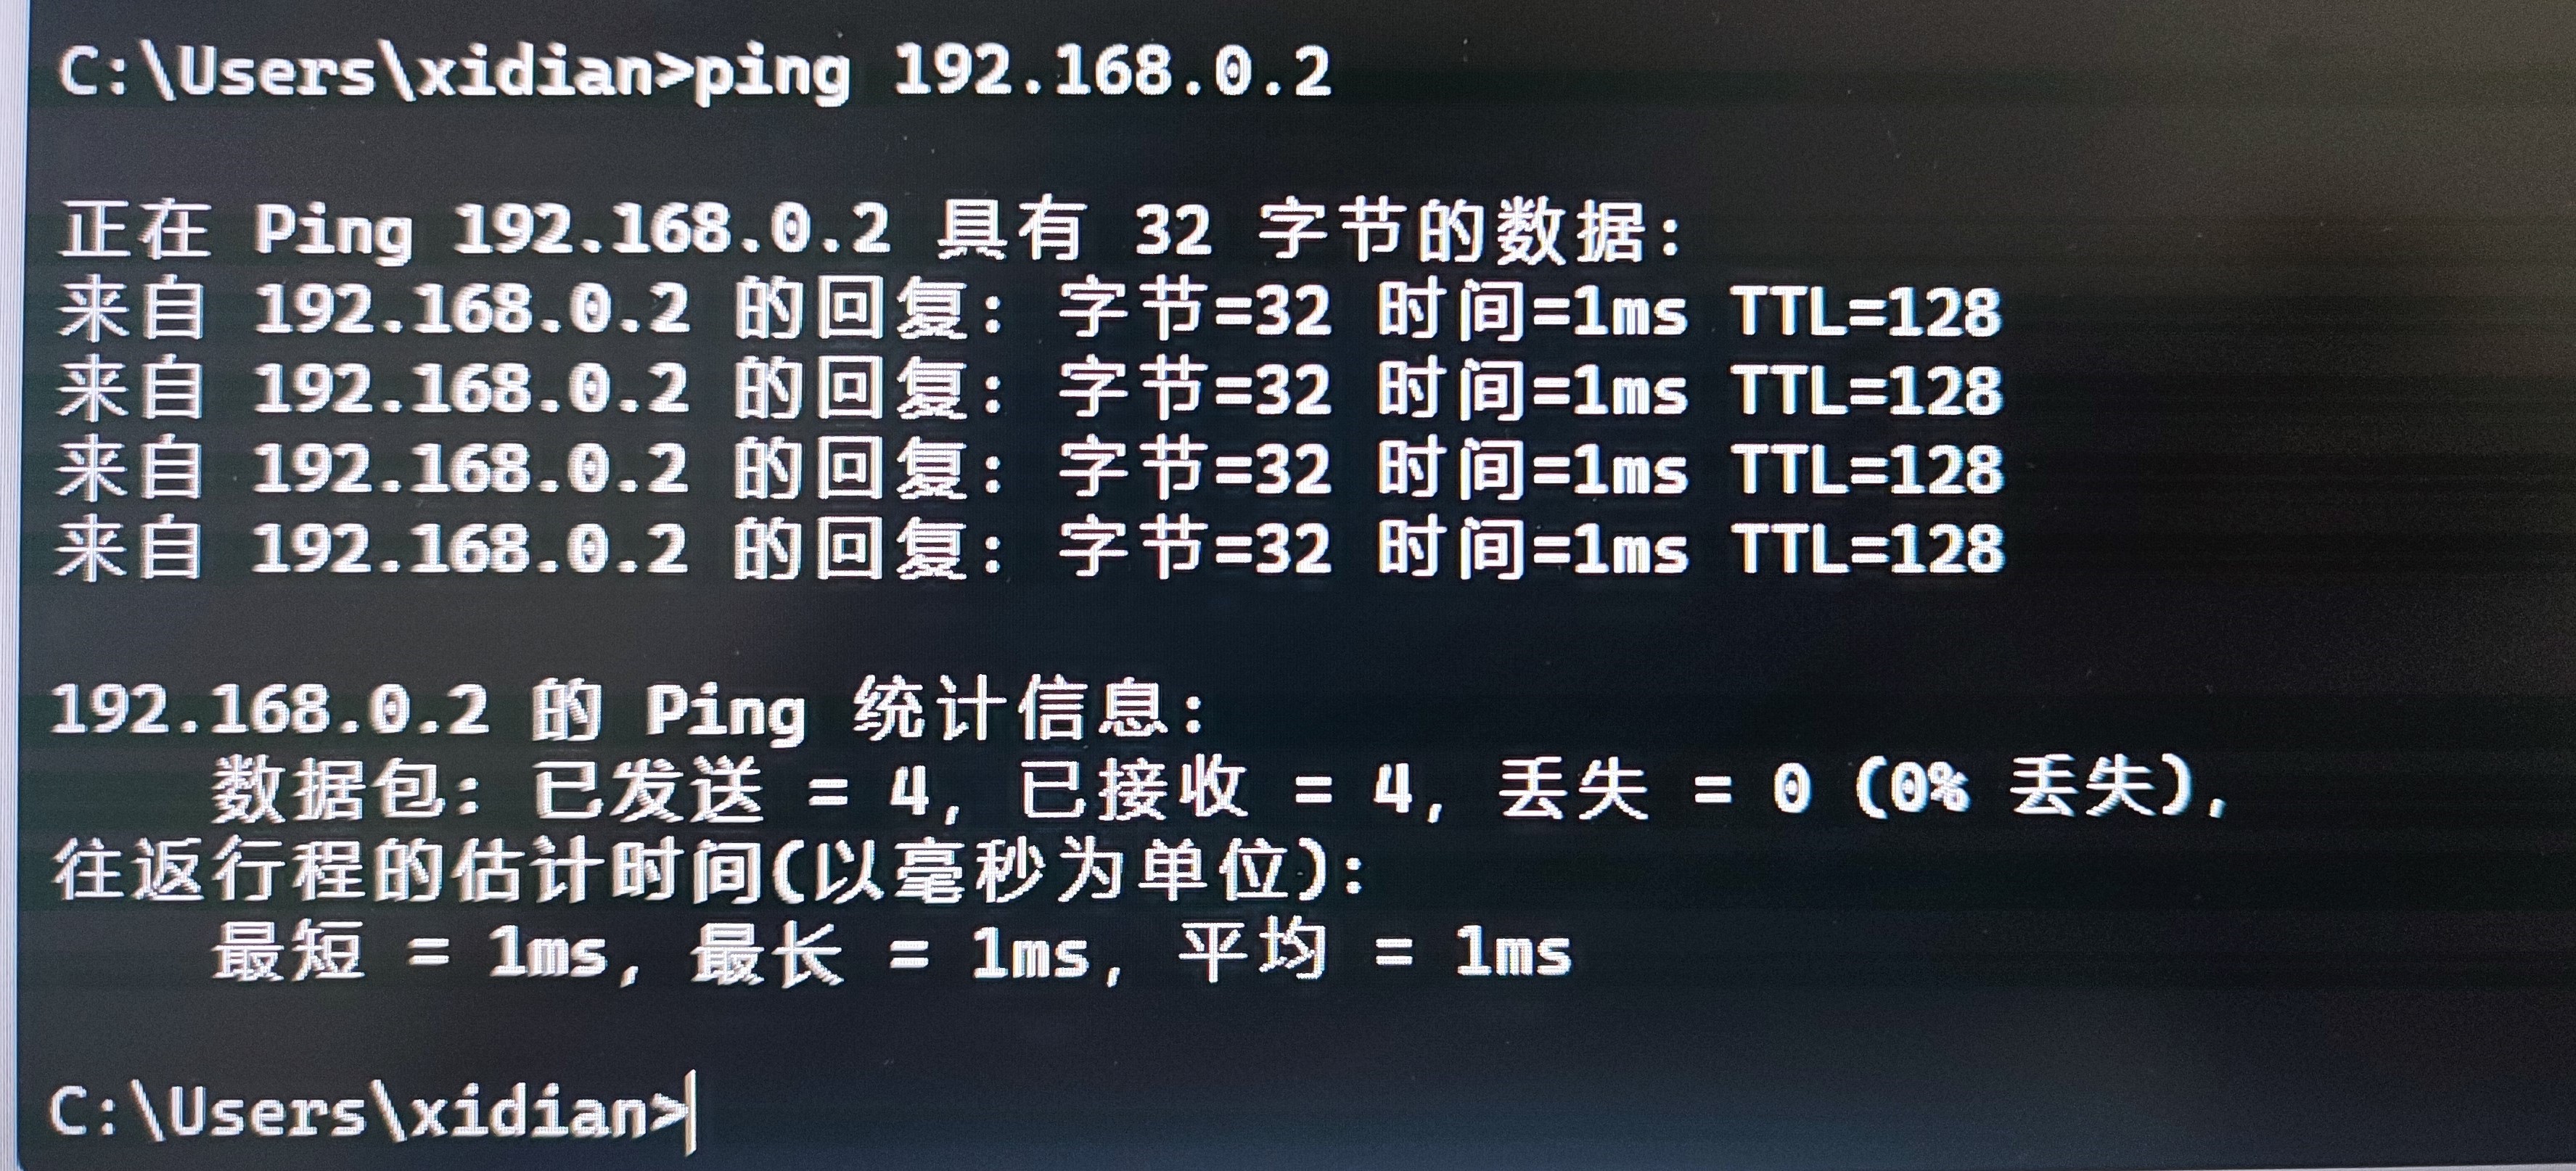 C:\Users\xidian>ping 192.168.0.2
正在 Ping 192.168.0.2 具有 32 字节的数据:
来自 192.168.0.2 的回复: 字节=32 时间=1ms TTL=128
来自 192.168.0.2 的回复: 字节=32 时间=1ms TTL=128
来自 192.168.0.2 的回复: 字节=32 时间=1ms TTL=128
来自 192.168.0.2 的回复: 字节=32 时间=1ms TTL=128
192.168.0.2 的 Ping 统计信息:
数据包: 已发送 = 4, 已接收 = 4, 丢失 = 0 (0% 丢失),
往返行程的估计时间(以毫秒为单位):
最短 = 1ms, 最长 = 1ms, 平均 = 1ms
C:\Users\xidian>